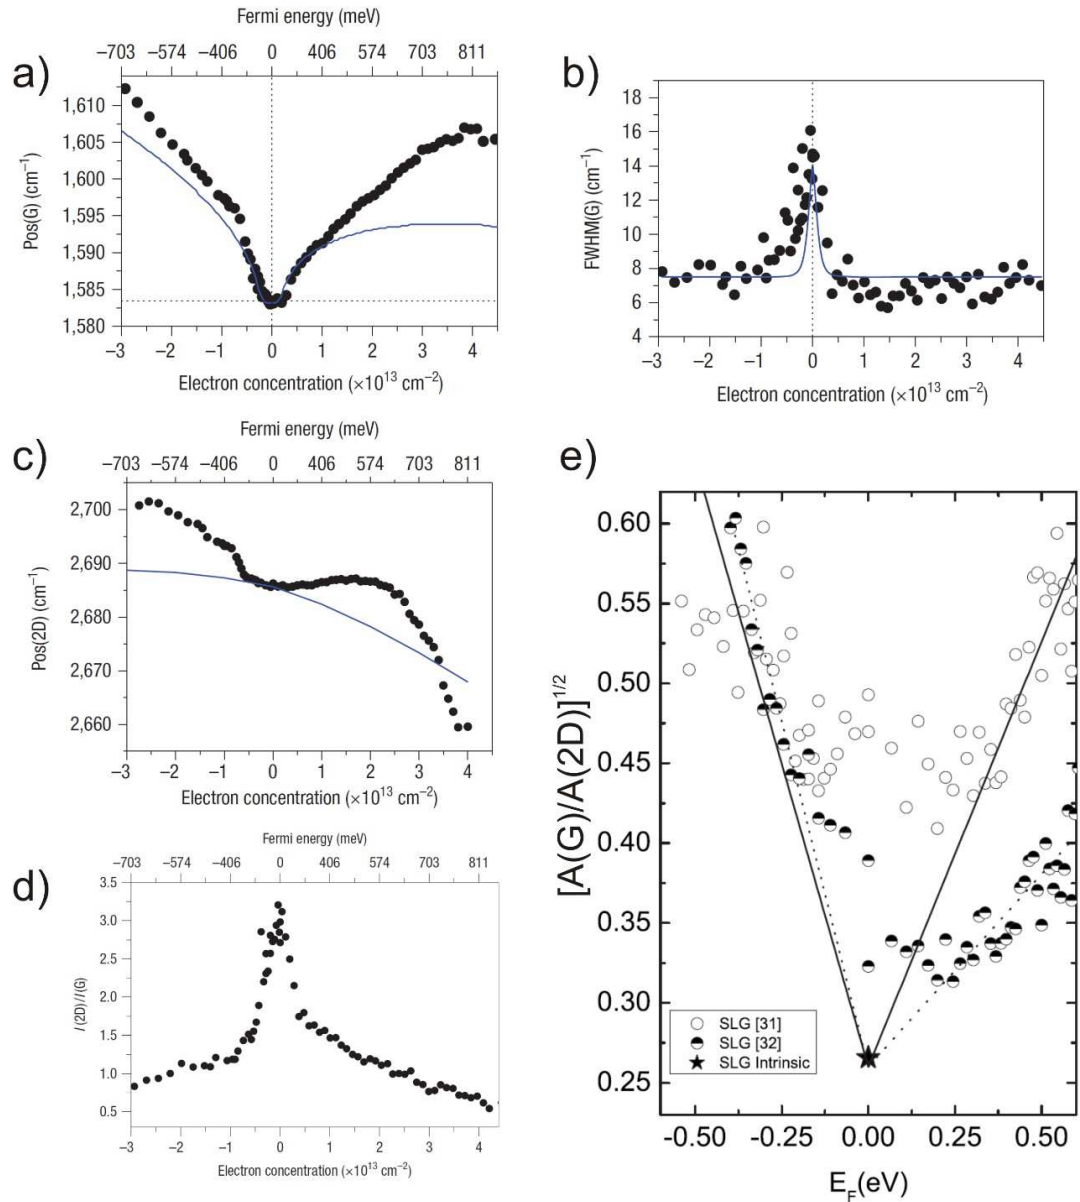 a)
Fermi energy (meV)
−703 −574 −406 0 406 574 703 811
Pos(G) (cm⁻¹)
1,610
1,605
1,600
1,595
1,590
1,585
1,580
−3 −2 −1 0 1 2 3 4
Electron concentration (×10¹³ cm⁻²)
b)
FWHM(G) (cm⁻¹)
18
16
14
12
10
8
6
4
−3 −2 −1 0 1 2 3 4
Electron concentration (×10¹³ cm⁻²)
c)
Fermi energy (meV)
−703 −574 −406 0 406 574 703 811
Pos(2D) (cm⁻¹)
2,700
2,690
2,680
2,670
2,660
−3 −2 −1 0 1 2 3 4
Electron concentration (×10¹³ cm⁻²)
d)
Fermi energy (meV)
−703 −574 −406 0 406 574 703 811
I (2D)/I (G)
3.5
3.0
2.5
2.0
1.5
1.0
0.5
−3 −2 −1 0 1 2 3 4
Electron concentration (×10¹³ cm⁻²)
e)
[A(G)/A(2D)]^1/2
0.60
0.55
0.50
0.45
0.40
0.35
0.30
0.25
SLG [31]
SLG [32]
SLG Intrinsic
-0.50 -0.25 0.00 0.25 0.50
E_F(eV)